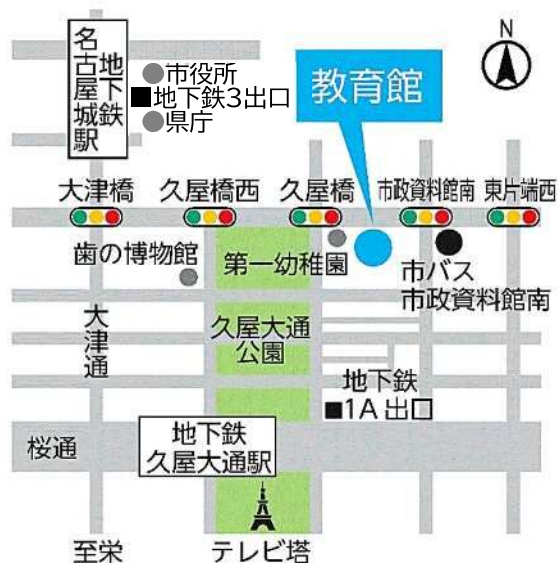 N
地下鉄
名古屋城駅
市役所
地下鉄3出口
県庁
教育館
大津橋
久屋橋西
久屋橋
市政資料館南
東片端西
歯の博物館
第一幼稚園
市バス
市政資料館南
大津通
久屋大通
公園
地下鉄
1A出口
桜通
地下鉄
久屋大通駅
至栄
テレビ塔